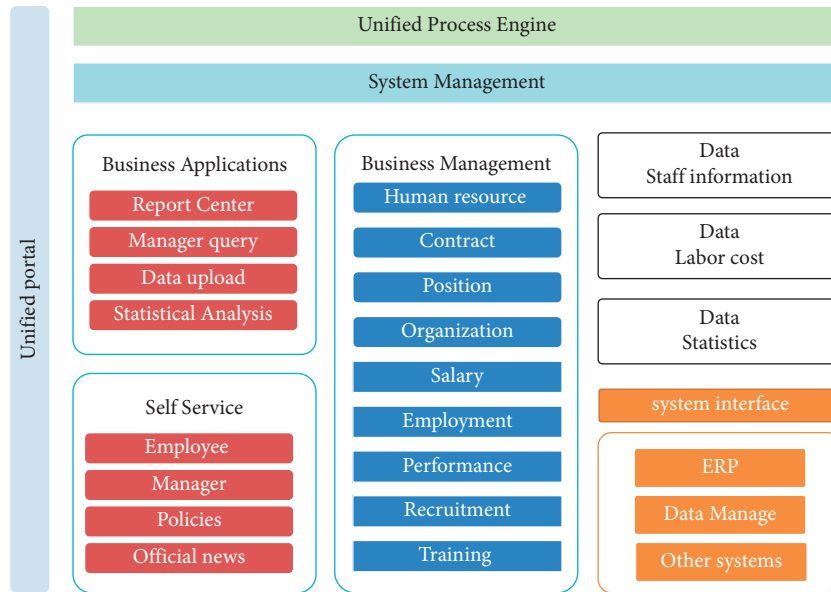 Unified portal
Unified Process Engine
System Management
Business Applications
Report Center
Manager query
Data upload
Statistical Analysis
Self Service
Employee
Manager
Policies
Official news
Business Management
Human resource
Contract
Position
Organization
Salary
Employment
Performance
Recruitment
Training
Data
Staff information
Data
Labor cost
Data
Statistics
system interface
ERP
Data Manage
Other systems